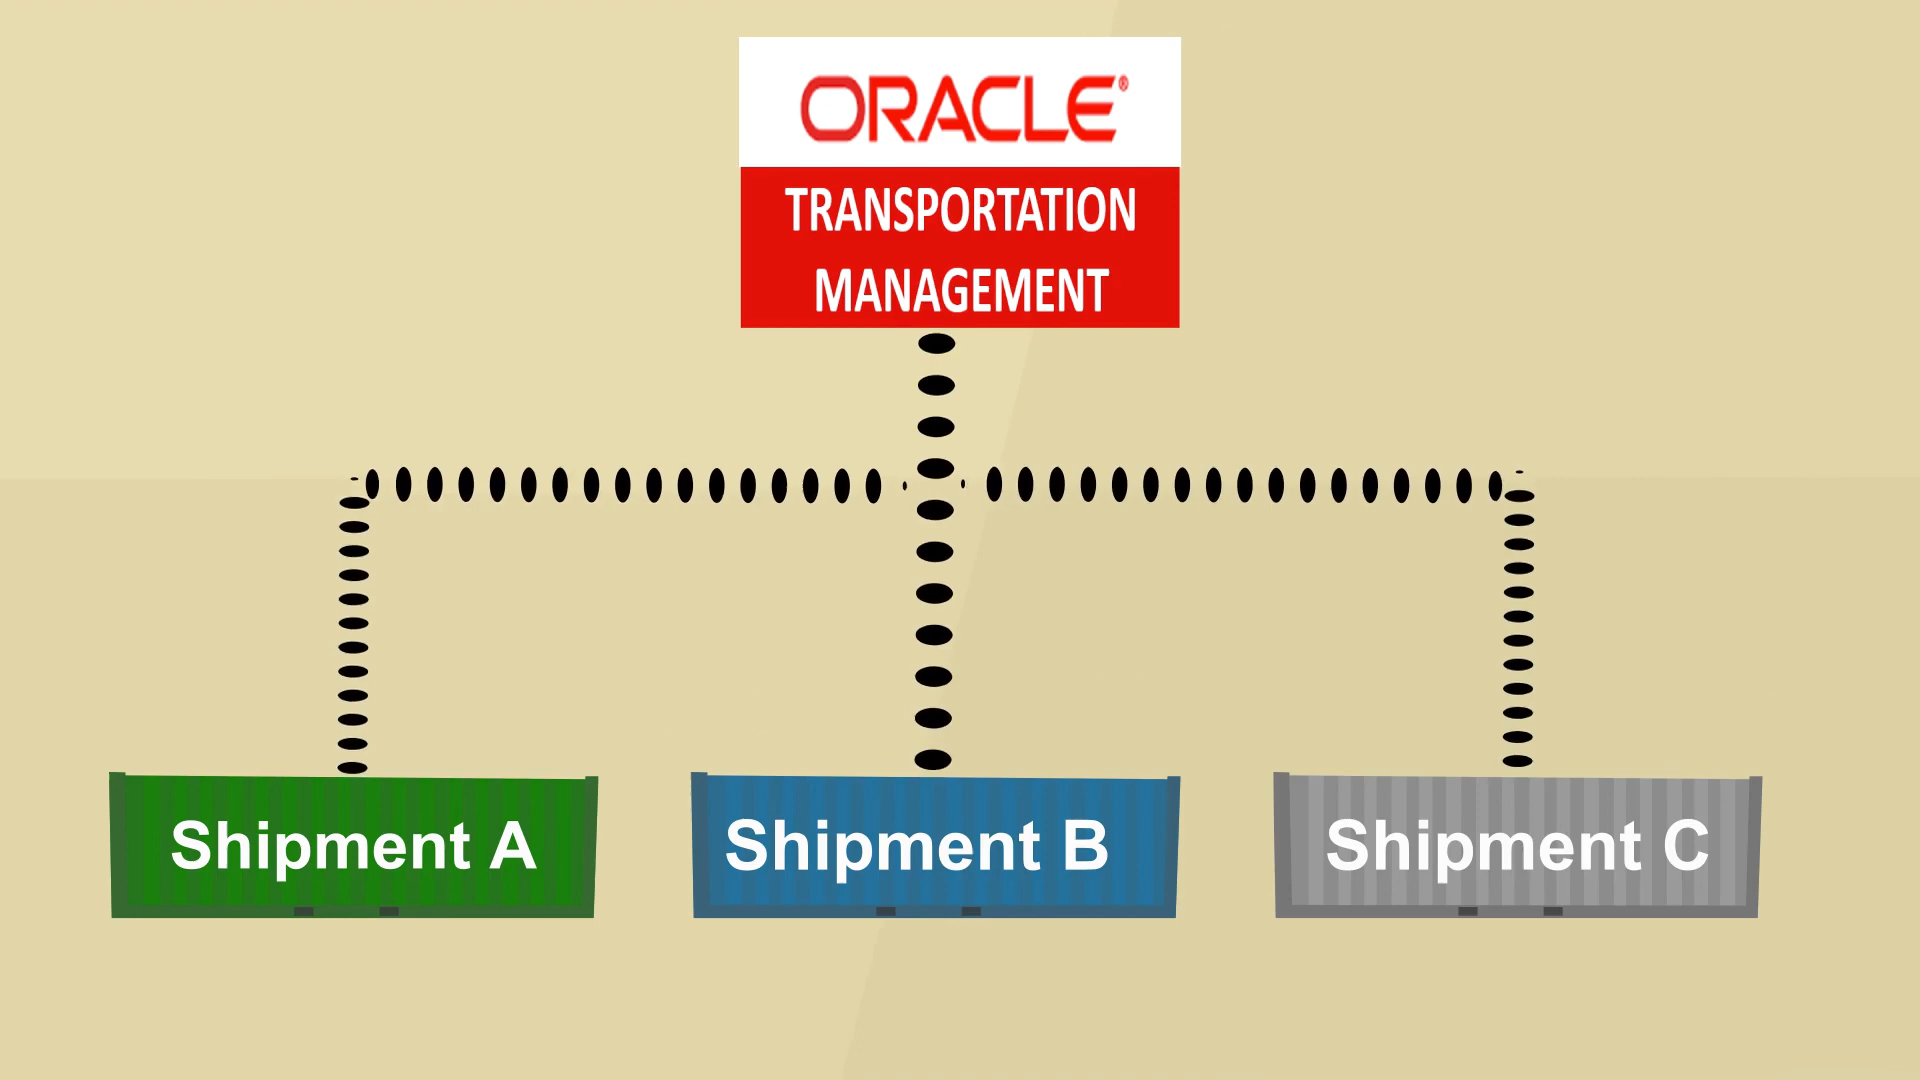 ORACLE®
TRANSPORTATION
MANAGEMENT
Shipment A
Shipment B
Shipment C